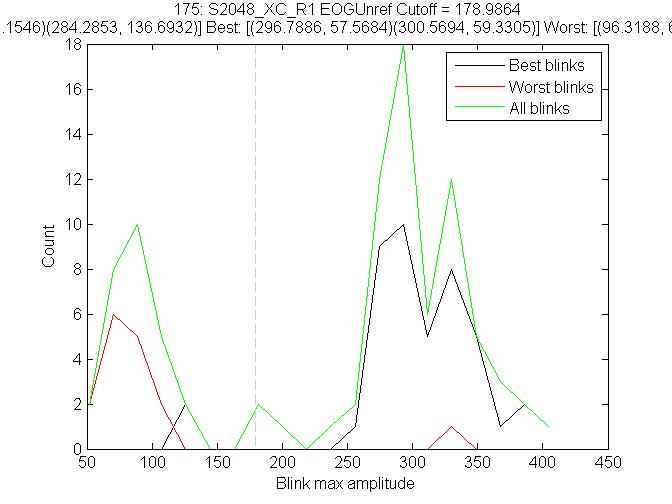 175: S2048_XC_R1 EOGUnref Cutoff = 178.9864
.1546)(284.2853, 136.6932)] Best: [(296.7886, 57.5684)(300.5694, 59.3305)] Worst: [(96.3188, 6
18
16
14
12
10
8
6
4
2
0
Count
Best blinks
Worst blinks
All blinks
50 100 150 200 250 300 350 400 450
Blink max amplitude